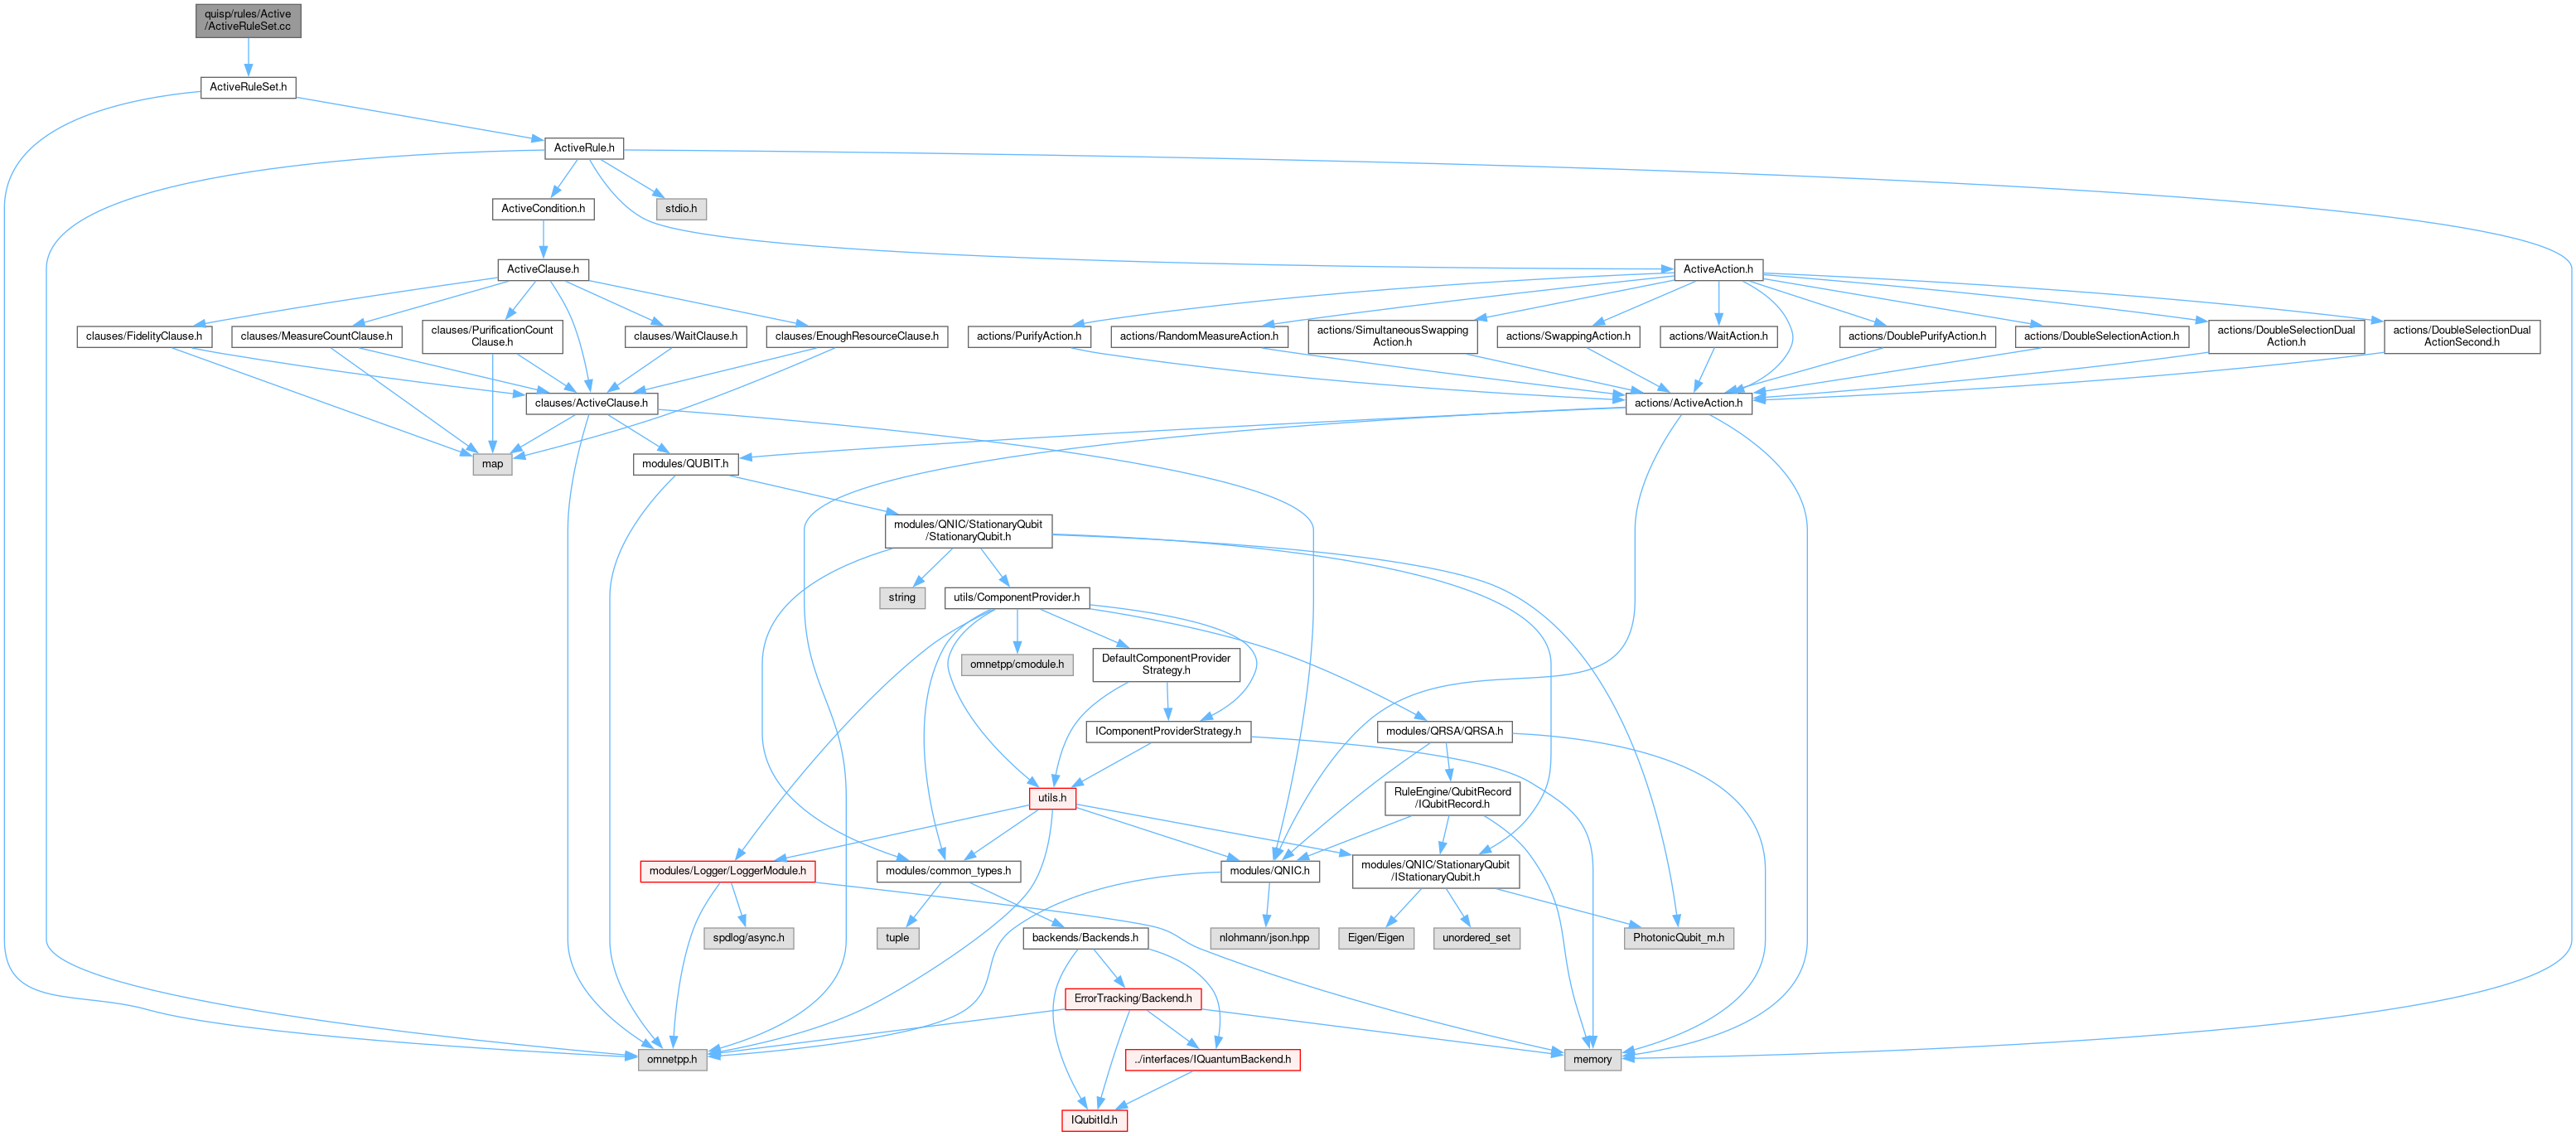 quisp/rules/Active
/ActiveRuleSet.cc
ActiveRuleSet.h
ActiveRule.h
ActiveCondition.h
stdio.h
ActiveClause.h
ActiveAction.h
clauses/FidelityClause.h
clauses/MeasureCountClause.h
clauses/PurificationCount
Clause.h
clauses/WaitClause.h
clauses/EnoughResourceClause.h
actions/PurifyAction.h
actions/RandomMeasureAction.h
actions/SimultaneousSwapping
Action.h
actions/SwappingAction.h
actions/WaitAction.h
actions/DoublePurifyAction.h
actions/DoubleSelectionAction.h
actions/DoubleSelectionDual
Action.h
actions/DoubleSelectionDual
ActionSecond.h
clauses/ActiveClause.h
actions/ActiveAction.h
map
modules/QUBIT.h
modules/QNIC/StationaryQubit
/StationaryQubit.h
string
utils/ComponentProvider.h
omnetpp/cmodule.h
DefaultComponentProvider
Strategy.h
IComponentProviderStrategy.h
modules/QRSA/QRSA.h
utils.h
RuleEngine/QubitRecord
/IQubitRecord.h
modules/Logger/LoggerModule.h
modules/common_types.h
modules/QNIC.h
modules/QNIC/StationaryQubit
/IStationaryQubit.h
spdlog/async.h
tuple
backends/Backends.h
nlohmann/json.hpp
Eigen/Eigen
unordered_set
PhotonicQubit_m.h
ErrorTracking/Backend.h
omnetpp.h
../interfaces/IQuantumBackend.h
memory
IQubitId.h